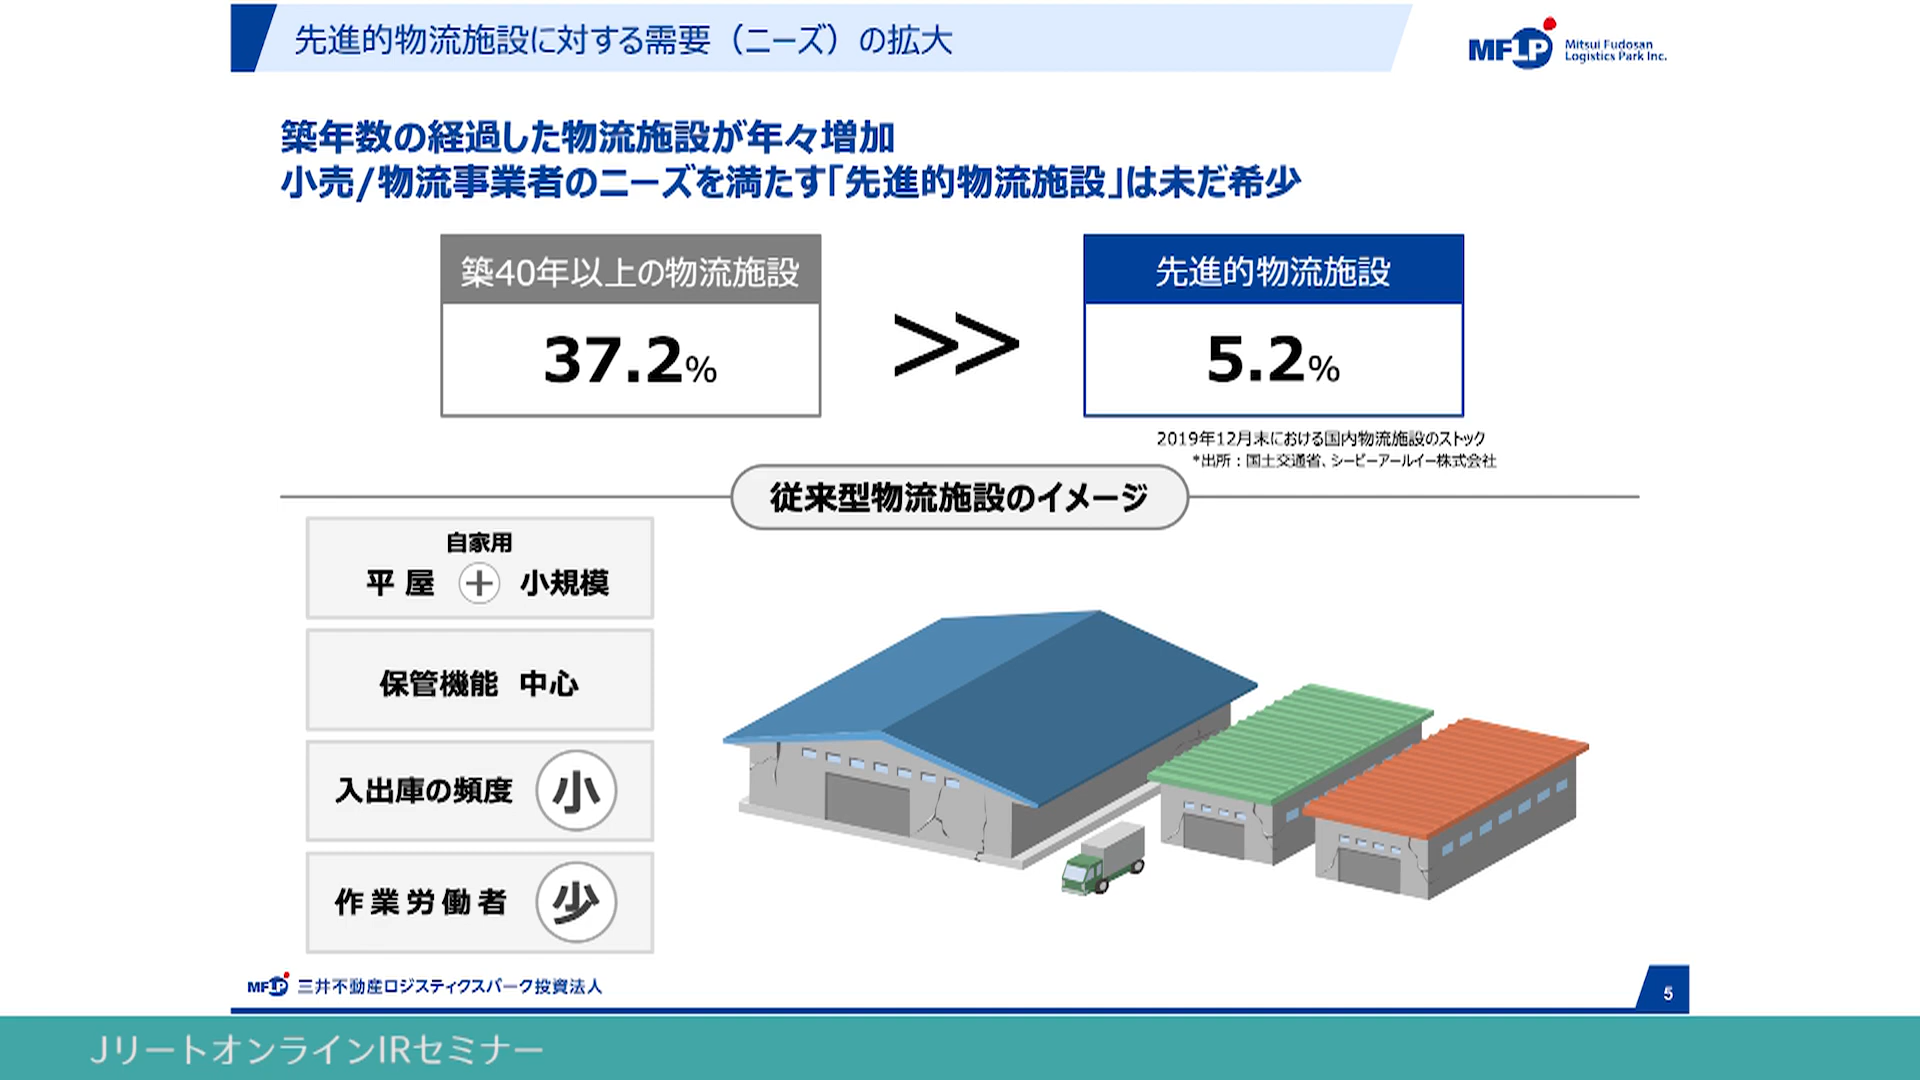 先進的物流施設に対する需要（ニーズ）の拡大
MFLP
Mitsui Fudosan
Logistics Park Inc.
築年数の経過した物流施設が年々増加
小売/物流事業者のニーズを満たす｢先進的物流施設｣は未だ希少
築40年以上の物流施設
37.2%
>>
先進的物流施設
5.2%
2019年12月末における国内物流施設のストック
*出所：国土交通省、シービーアールイー株式会社
従来型物流施設のイメージ
自家用
平屋 + 小規模
保管機能 中心
入出庫の頻度 小
作業労働者 少
MFLP 三井不動産ロジスティクスパーク投資法人
5
JリートオンラインIRセミナー